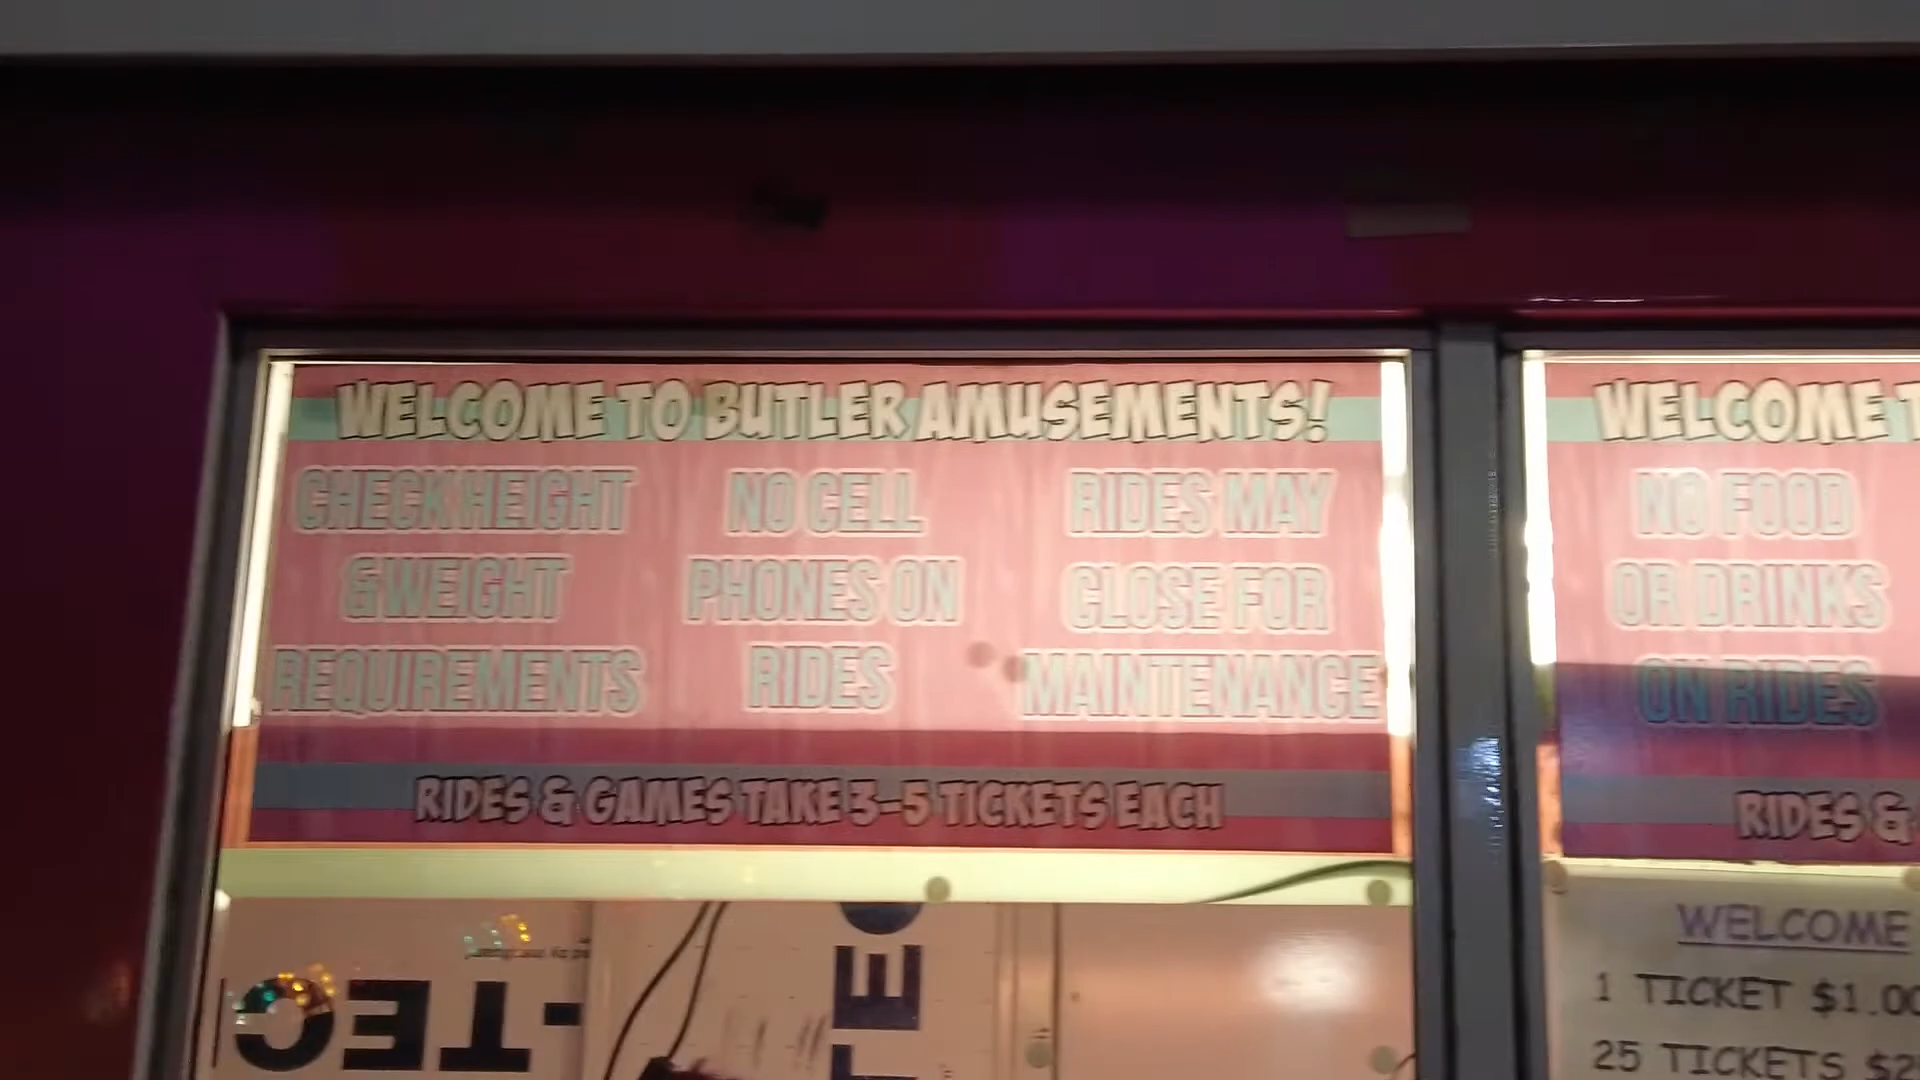 WELCOME TO BUTLER AMUSEMENTS!
CHECK HEIGHT
& WEIGHT
REQUIREMENTS
NO CELL
PHONES ON
RIDES
RIDES MAY
CLOSE FOR
MAINTENANCE
RIDES & GAMES TAKE 3-5 TICKETS EACH
WELCOME
NO FOOD
OR DRINKS
ON RIDES
RIDES &
WELCOME
1 TICKET $1.00
25 TICKETS $2
-TEC
TEC